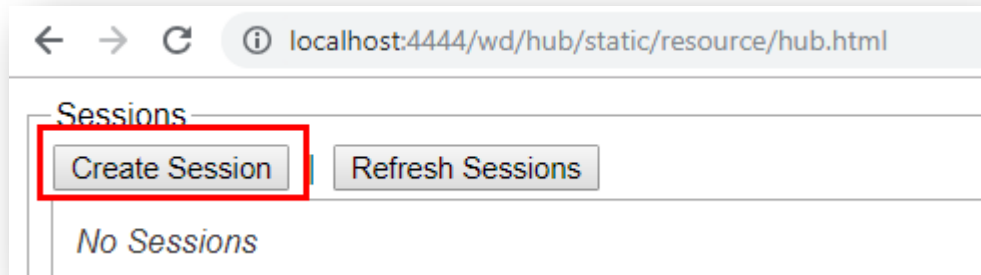 localhost:4444/wd/hub/static/resource/hub.html
Sessions
Create Session | Refresh Sessions
No Sessions